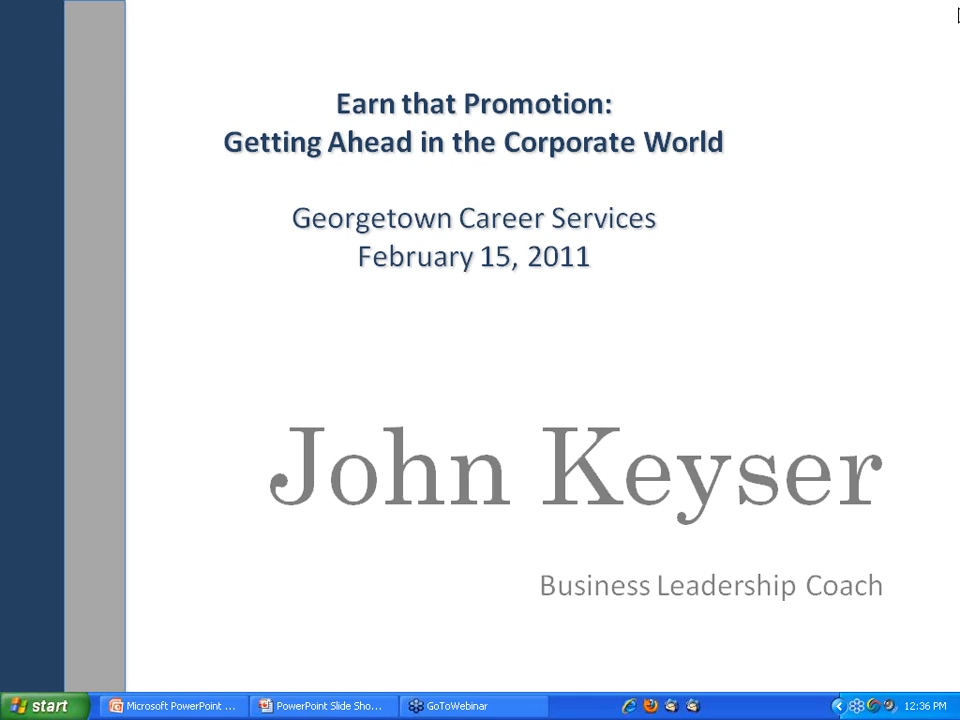 Earn that Promotion:
Getting Ahead in the Corporate World
Georgetown Career Services
February 15, 2011
John Keyser
Business Leadership Coach
start
Microsoft PowerPoint ...
PowerPoint Slide Sho...
GoToWebinar
12:36 PM